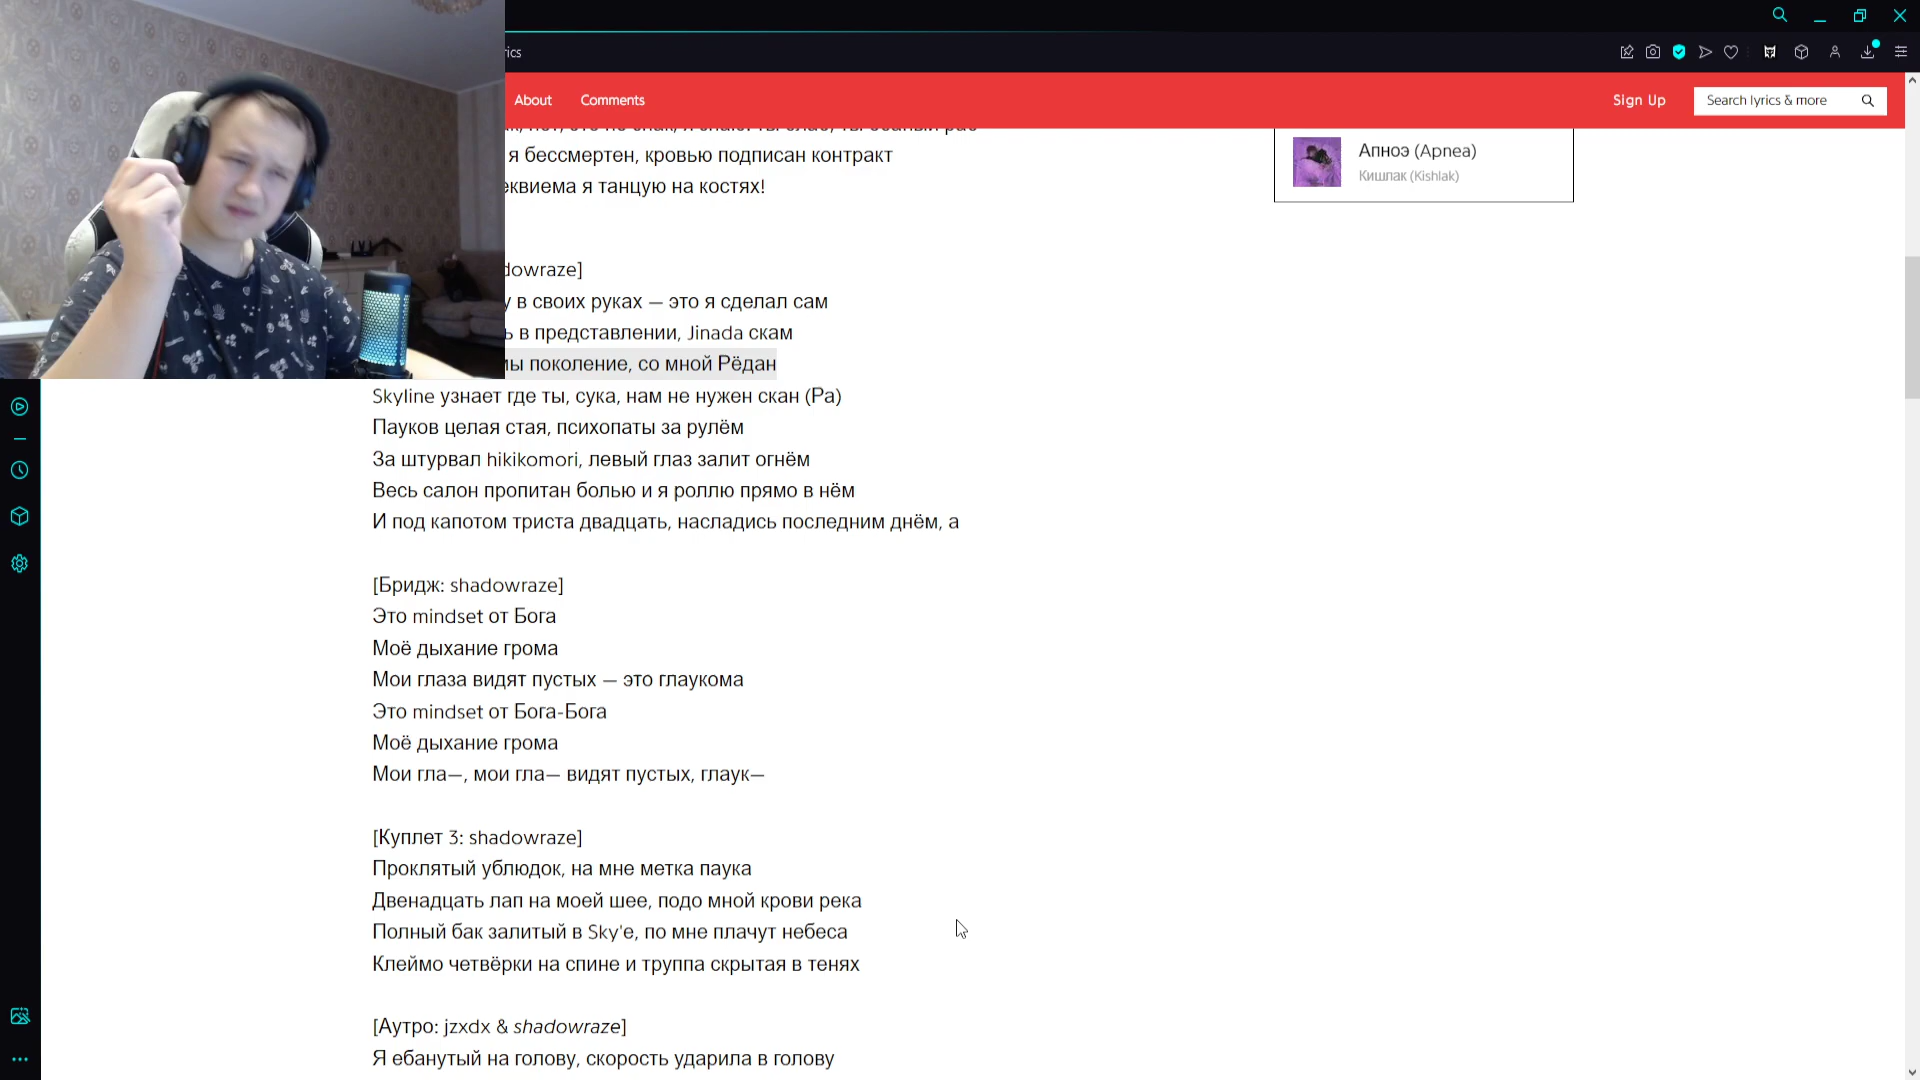 rics
About Comments Sign Up Search lyrics & more
я бессмертен, кровью подписан контракт
еквиема я танцую на костях!
Апноэ (Apnea)
Кишлак (Kishlak)
dowraze]
у в своих руках — это я сделал сам
ь в представлении, Jinada скам
мы поколение, со мной Рёдан
Skyline узнает где ты, сука, нам не нужен скан (Ра)
Пауков целая стая, психопаты за рулём
За штурвал hikikomori, левый глаз залит огнём
Весь салон пропитан болью и я роллю прямо в нём
И под капотом триста двадцать, насладись последним днём, а
[Бридж: shadowraze]
Это mindset от Бога
Моё дыхание грома
Мои глаза видят пустых — это глаукома
Это mindset от Бога-Бога
Моё дыхание грома
Мои гла—, мои гла— видят пустых, глаук—
[Куплет 3: shadowraze]
Проклятый ублюдок, на мне метка паука
Двенадцать лап на моей шее, подо мной крови река
Полный бак залитый в Sky'е, по мне плачут небеса
Клеймо четвёрки на спине и труппа скрытая в тенях
[Аутро: jzxdx & shadowraze]
Я ебанутый на голову, скорость ударила в голову